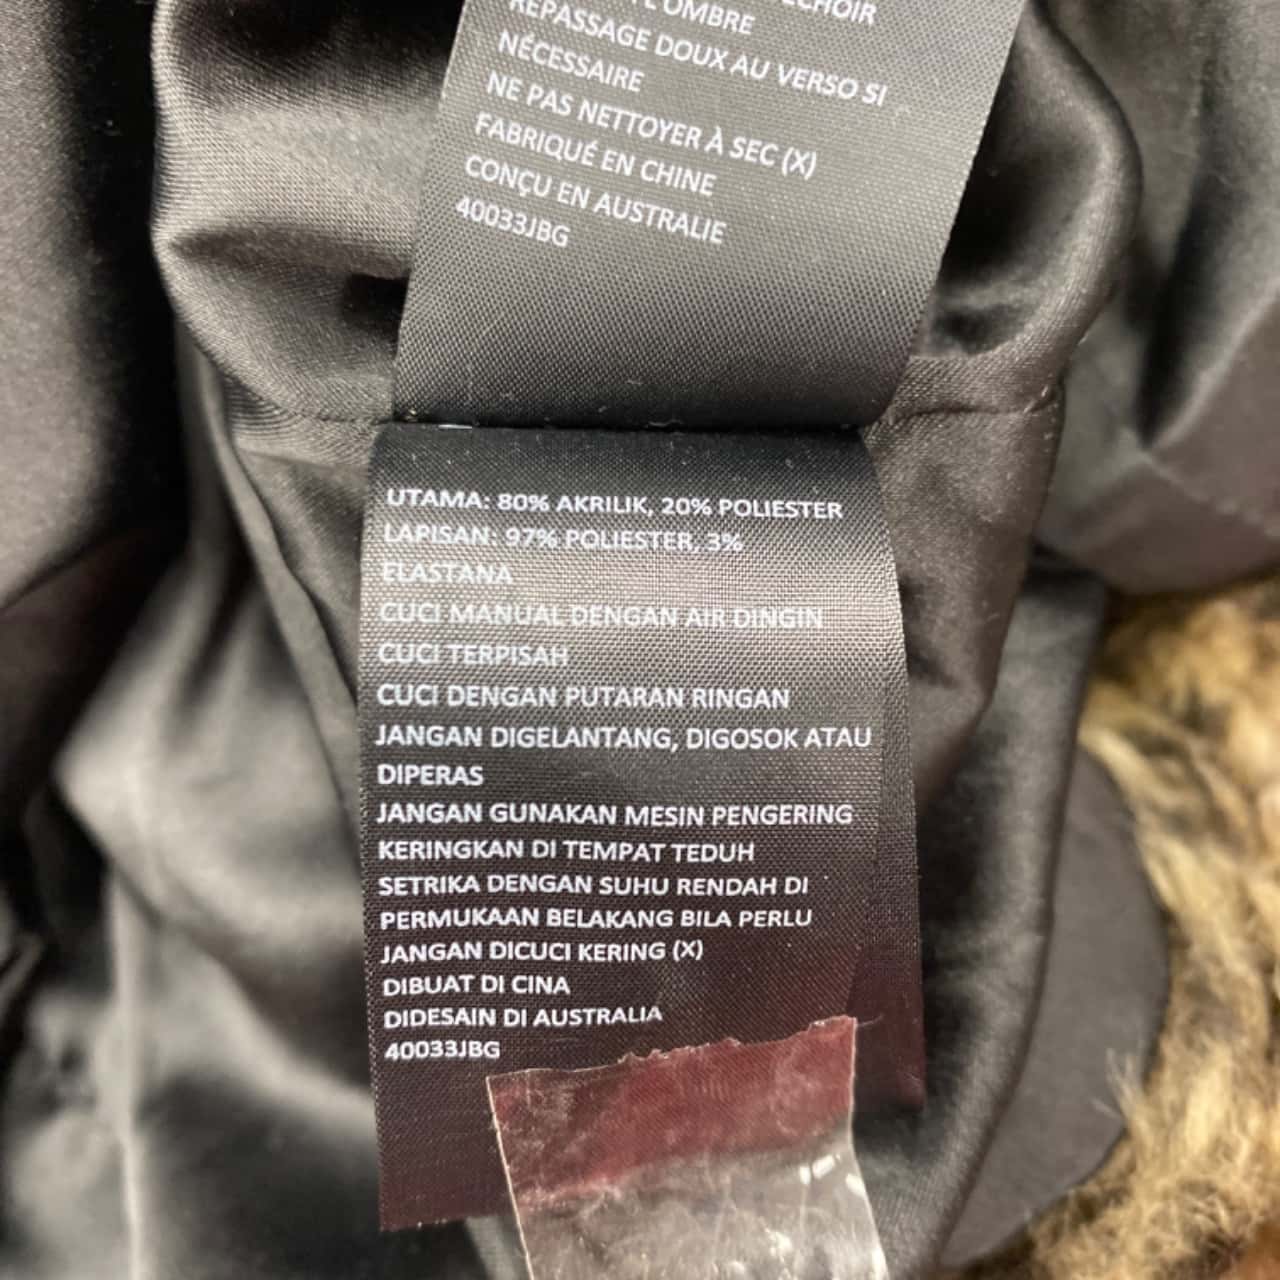 ÉCHOIR
L'OMBRE
REPASSAGE DOUX AU VERSO SI
NÉCESSAIRE
NE PAS NETTOYER À SEC (X)
FABRIQUÉ EN CHINE
CONÇU EN AUSTRALIE
40033JBG
UTAMA: 80% AKRILIK, 20% POLIESTER
LAPISAN: 97% POLIESTER, 3%
ELASTANA
CUCI MANUAL DENGAN AIR DINGIN
CUCI TERPISAH
CUCI DENGAN PUTARAN RINGAN
JANGAN DIGELANTANG, DIGOSOK ATAU
DIPERAS
JANGAN GUNAKAN MESIN PENGERING
KERINGKAN DI TEMPAT TEDUH
SETRIKA DENGAN SUHU RENDAH DI
PERMUKAAN BELAKANG BILA PERLU
JANGAN DICUCI KERING (X)
DIBUAT DI CINA
DIDESAIN DI AUSTRALIA
40033JBG